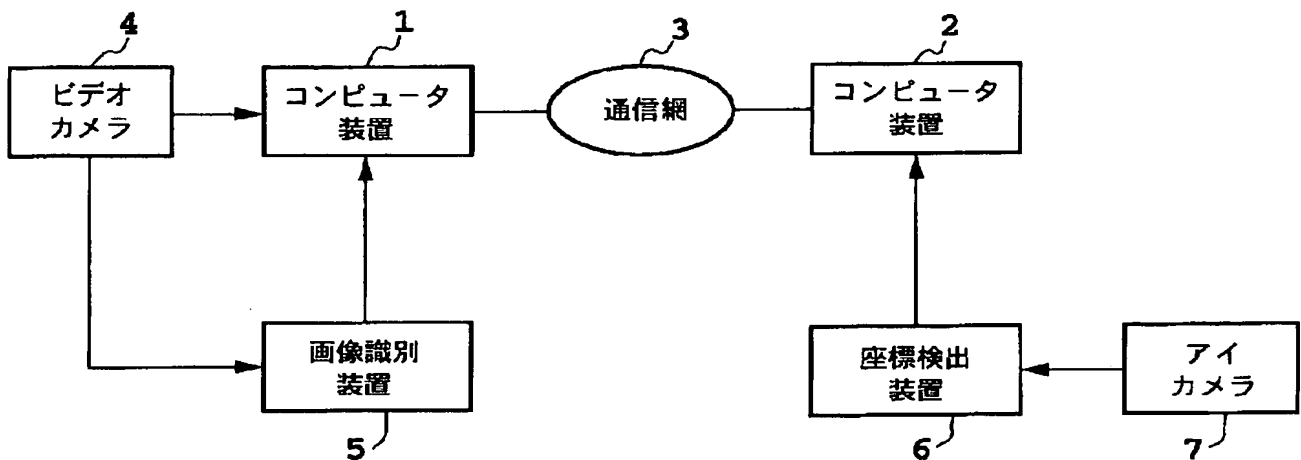 4
1
3
2
ビデオ
カメラ
コンピュータ
装置
通信網
コンピュータ
装置
画像識別
装置
座標検出
装置
アイ
カメラ
5
6
7